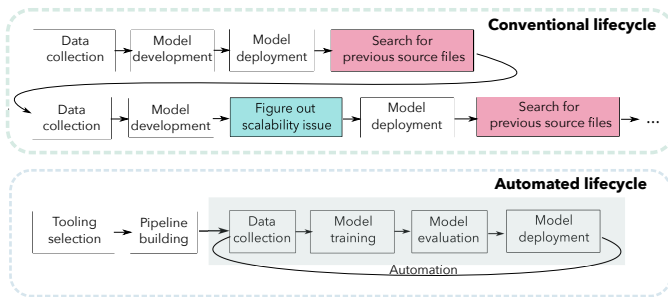 Conventional lifecycle
Data
collection
Model
development
Model
deployment
Search for
previous source files
Data
collection
Model
development
Figure out
scalability issue
Model
deployment
Search for
previous source files
...
Automated lifecycle
Tooling
selection
Pipeline
building
Data
collection
Model
training
Model
evaluation
Model
deployment
Automation